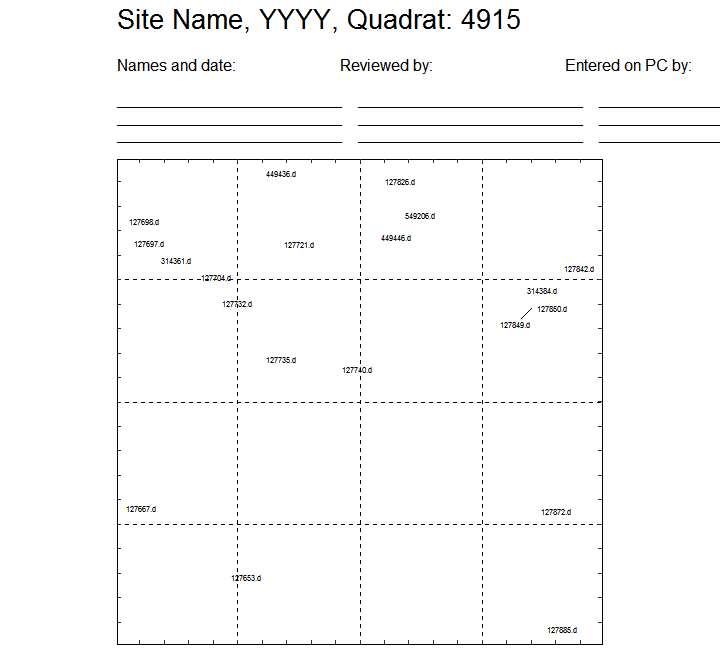 Site Name, YYYY, Quadrat: 4915
Names and date: Reviewed by: Entered on PC by:
449436.d
127826.d
549206.d
127698.d
449446.d
127697.d
127721.d
314361.d
127842.d
127704.d
314384.d
127732.d
127850.d
127849.d
127735.d
127740.d
127667.d
127872.d
127653.d
127885.d